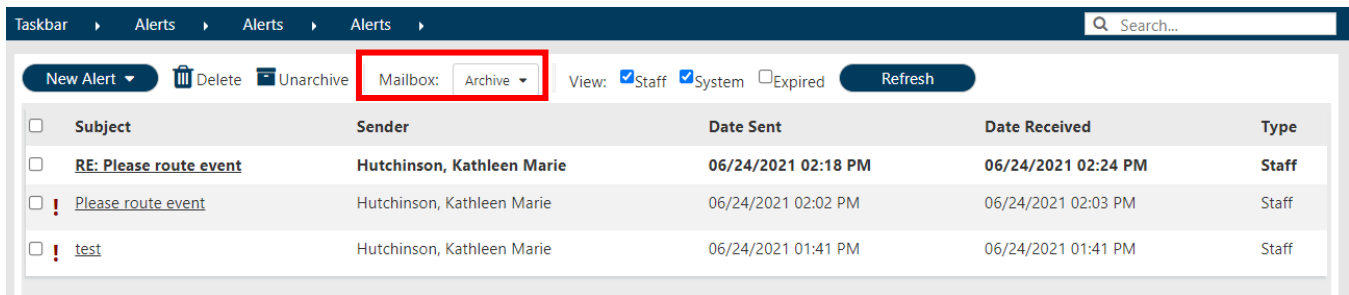 Taskbar Alerts Alerts Alerts Search...
New Alert Delete Unarchive Mailbox: Archive View: Staff System Expired Refresh
Subject Sender Date Sent Date Received Type
RE: Please route event Hutchinson, Kathleen Marie 06/24/2021 02:18 PM 06/24/2021 02:24 PM Staff
! Please route event Hutchinson, Kathleen Marie 06/24/2021 02:02 PM 06/24/2021 02:03 PM Staff
! test Hutchinson, Kathleen Marie 06/24/2021 01:41 PM 06/24/2021 01:41 PM Staff